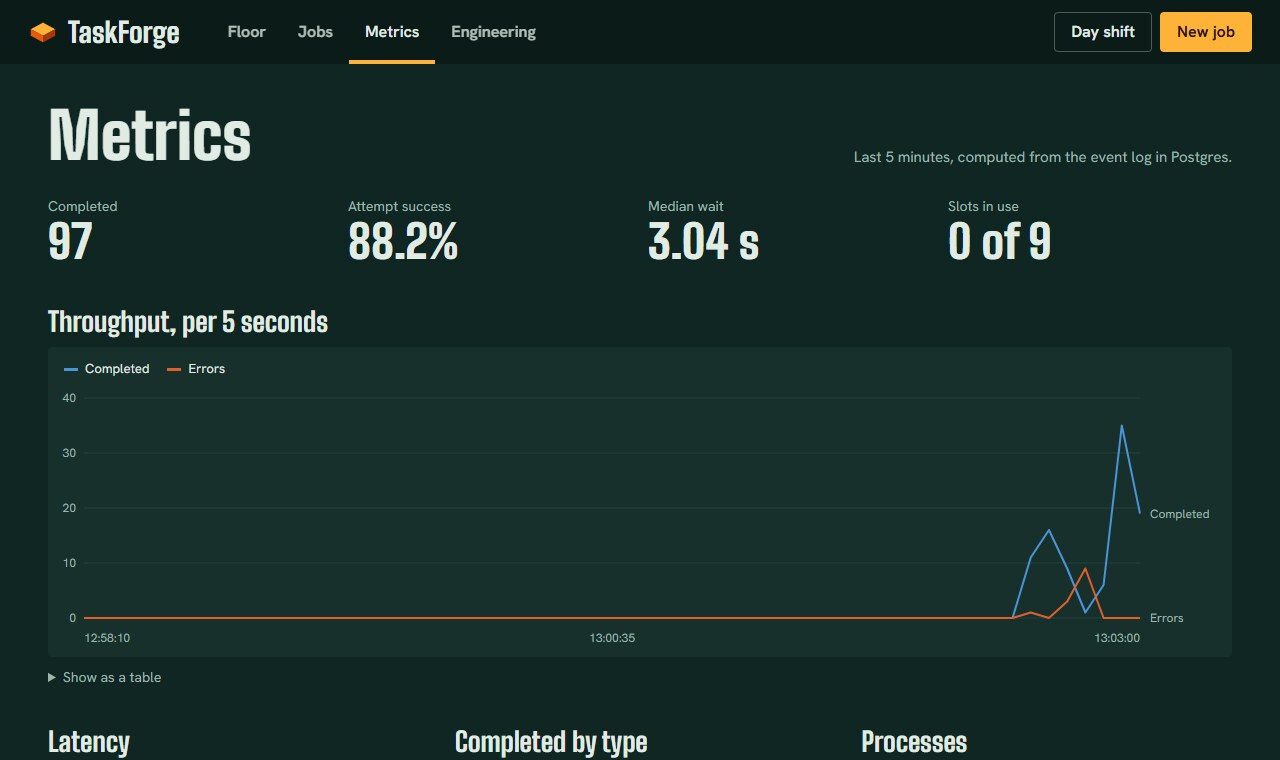 TaskForge Floor Jobs Metrics Engineering Day shift New job
Metrics
Last 5 minutes, computed from the event log in Postgres.
Completed Attempt success Median wait Slots in use
97 88.2% 3.04 s 0 of 9
Throughput, per 5 seconds
Completed Errors
40
30
20
Completed
10
0
Errors
12:58:10 13:00:35 13:03:00
Show as a table
Latency Completed by type Processes